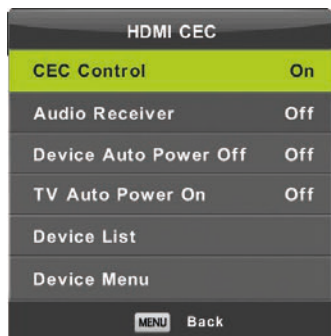 HDMI CEC
CEC Control On
Audio Receiver Off
Device Auto Power Off Off
TV Auto Power On Off
Device List
Device Menu
MENU Back